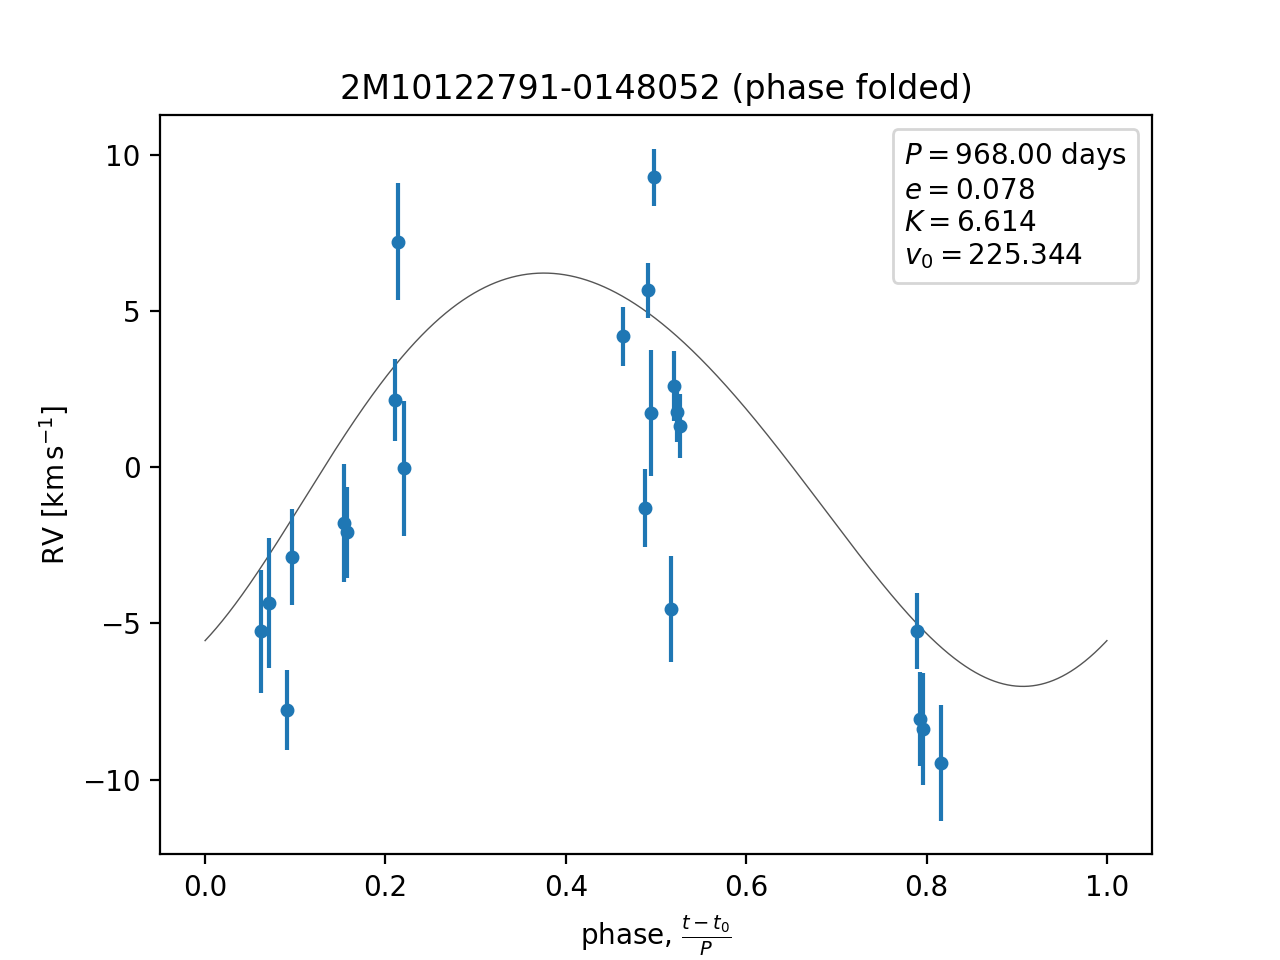 2M10122791-0148052 (phase folded)
P = 968.00 days
e = 0.078
K = 6.614
v₀ = 225.344
10
5
0
−5
−10
RV [km s⁻¹]
0.0 0.2 0.4 0.6 0.8 1.0
phase, (t − t₀)/P